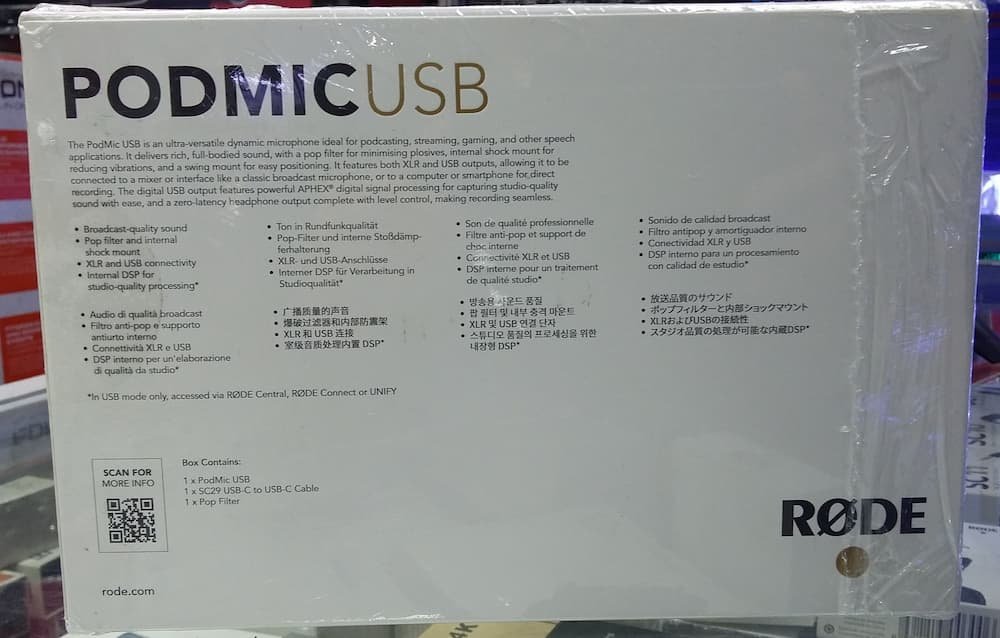 PODMICUSB
The PodMic USB is an ultra-versatile dynamic microphone ideal for podcasting, streaming, gaming, and other speech
applications. It delivers rich, full-bodied sound, with a pop filter for minimising plosives, internal shock mount for
reducing vibrations, and a swing mount for easy positioning. It features both XLR and USB outputs, allowing it to be
connected to a mixer or interface like a classic broadcast microphone, or to a computer or smartphone for direct
recording. The digital USB output features powerful APHEX® digital signal processing for capturing studio-quality
sound with ease, and a zero-latency headphone output complete with level control, making recording seamless.
• Broadcast-quality sound
• Pop filter and internal
shock mount
• XLR and USB connectivity
• Internal DSP for
studio-quality processing*
• Ton in Rundfunkqualität
• Pop-Filter und interne Stoßdämp-
ferhalterung
• XLR- und USB-Anschlüsse
• Interner DSP für Verarbeitung in
Studioqualität*
• Son de qualité professionnelle
• Filtre anti-pop et support de
choc interne
• Connectivité XLR et USB
• DSP interne pour un traitement
de qualité studio*
• Sonido de calidad broadcast
• Filtro antipop y amortiguador interno
• Conectividad XLR y USB
• DSP interno para un procesamiento
con calidad de estudio*
• Audio di qualità broadcast
• Filtro anti-pop e supporto
antiurto interno
• Connettività XLR e USB
• DSP interno per un'elaborazione
di qualità da studio*
• 广播质量的声音
• 爆破过滤器和内部防震架
• XLR 和 USB 连接
• 室级音质处理内置 DSP*
• 방송용 사운드 품질
• 팝 필터 및 내부 충격 마운트
• XLR 및 USB 연결 단자
• 스튜디오 품질의 프로세싱을 위한
내장형 DSP*
• 放送品質のサウンド
• ポップフィルターと内部ショックマウント
• XLRおよびUSBの接続性
• スタジオ品質の処理が可能な内蔵DSP*
*In USB mode only, accessed via RØDE Central, RØDE Connect or UNIFY
SCAN FOR
MORE INFO
Box Contains:
1 x PodMic USB
1 x SC29 USB-C to USB-C Cable
1 x Pop Filter
RØDE
rode.com